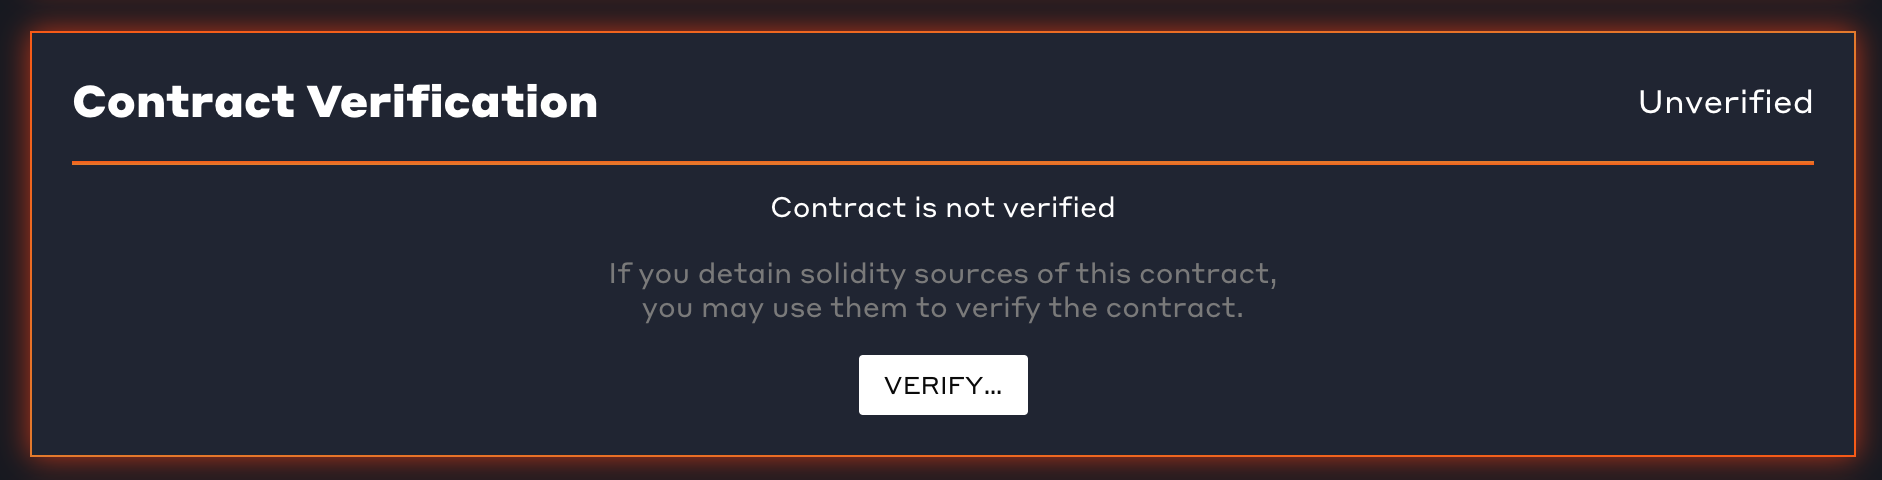 Contract Verification
Unverified
Contract is not verified
If you detain solidity sources of this contract,
you may use them to verify the contract.
VERIFY...